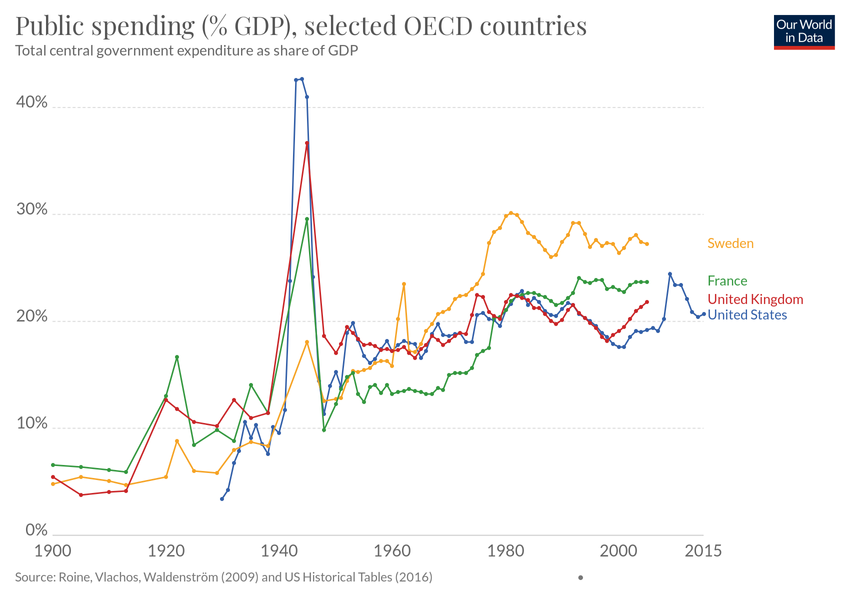 Public spending (% GDP), selected OECD countries
Total central government expenditure as share of GDP
Our World
in Data
40%
30%
20%
10%
0%
Sweden
France
United Kingdom
United States
1900 1920 1940 1960 1980 2000 2015
Source: Roine, Vlachos, Waldenström (2009) and US Historical Tables (2016)